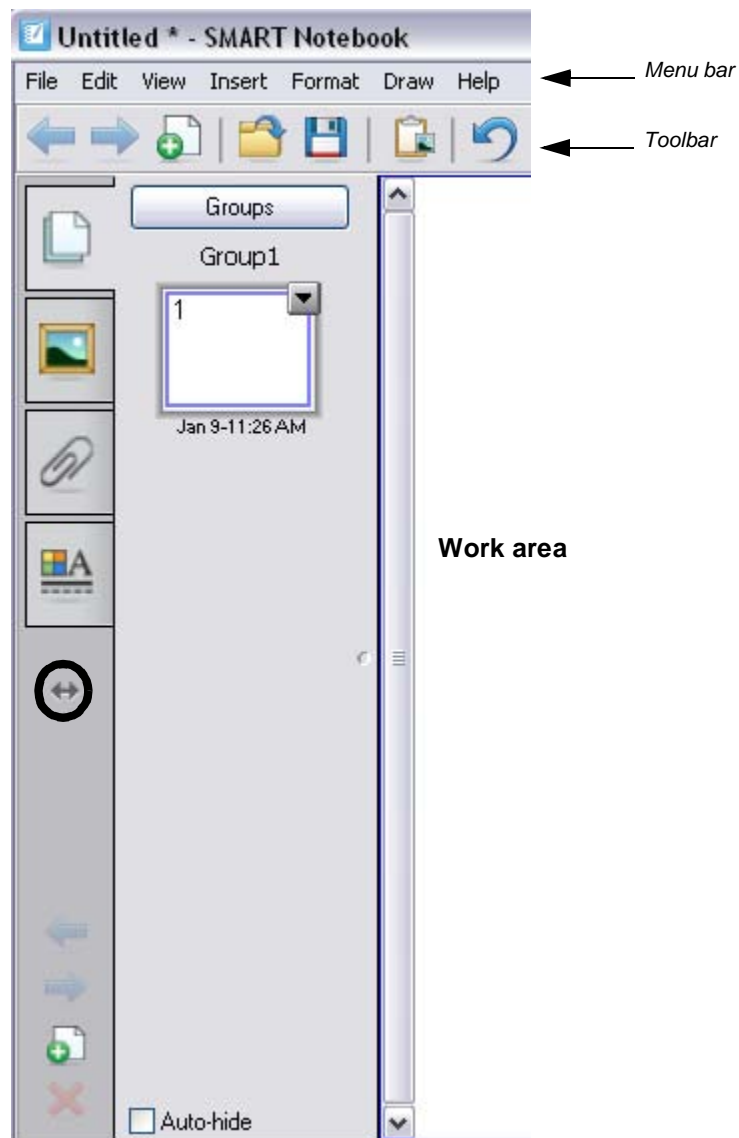 Untitled * - SMART Notebook
File Edit View Insert Format Draw Help
Menu bar
Toolbar
Groups
Group1
1
Jan 9-11:26 AM
A
Work area
Auto-hide